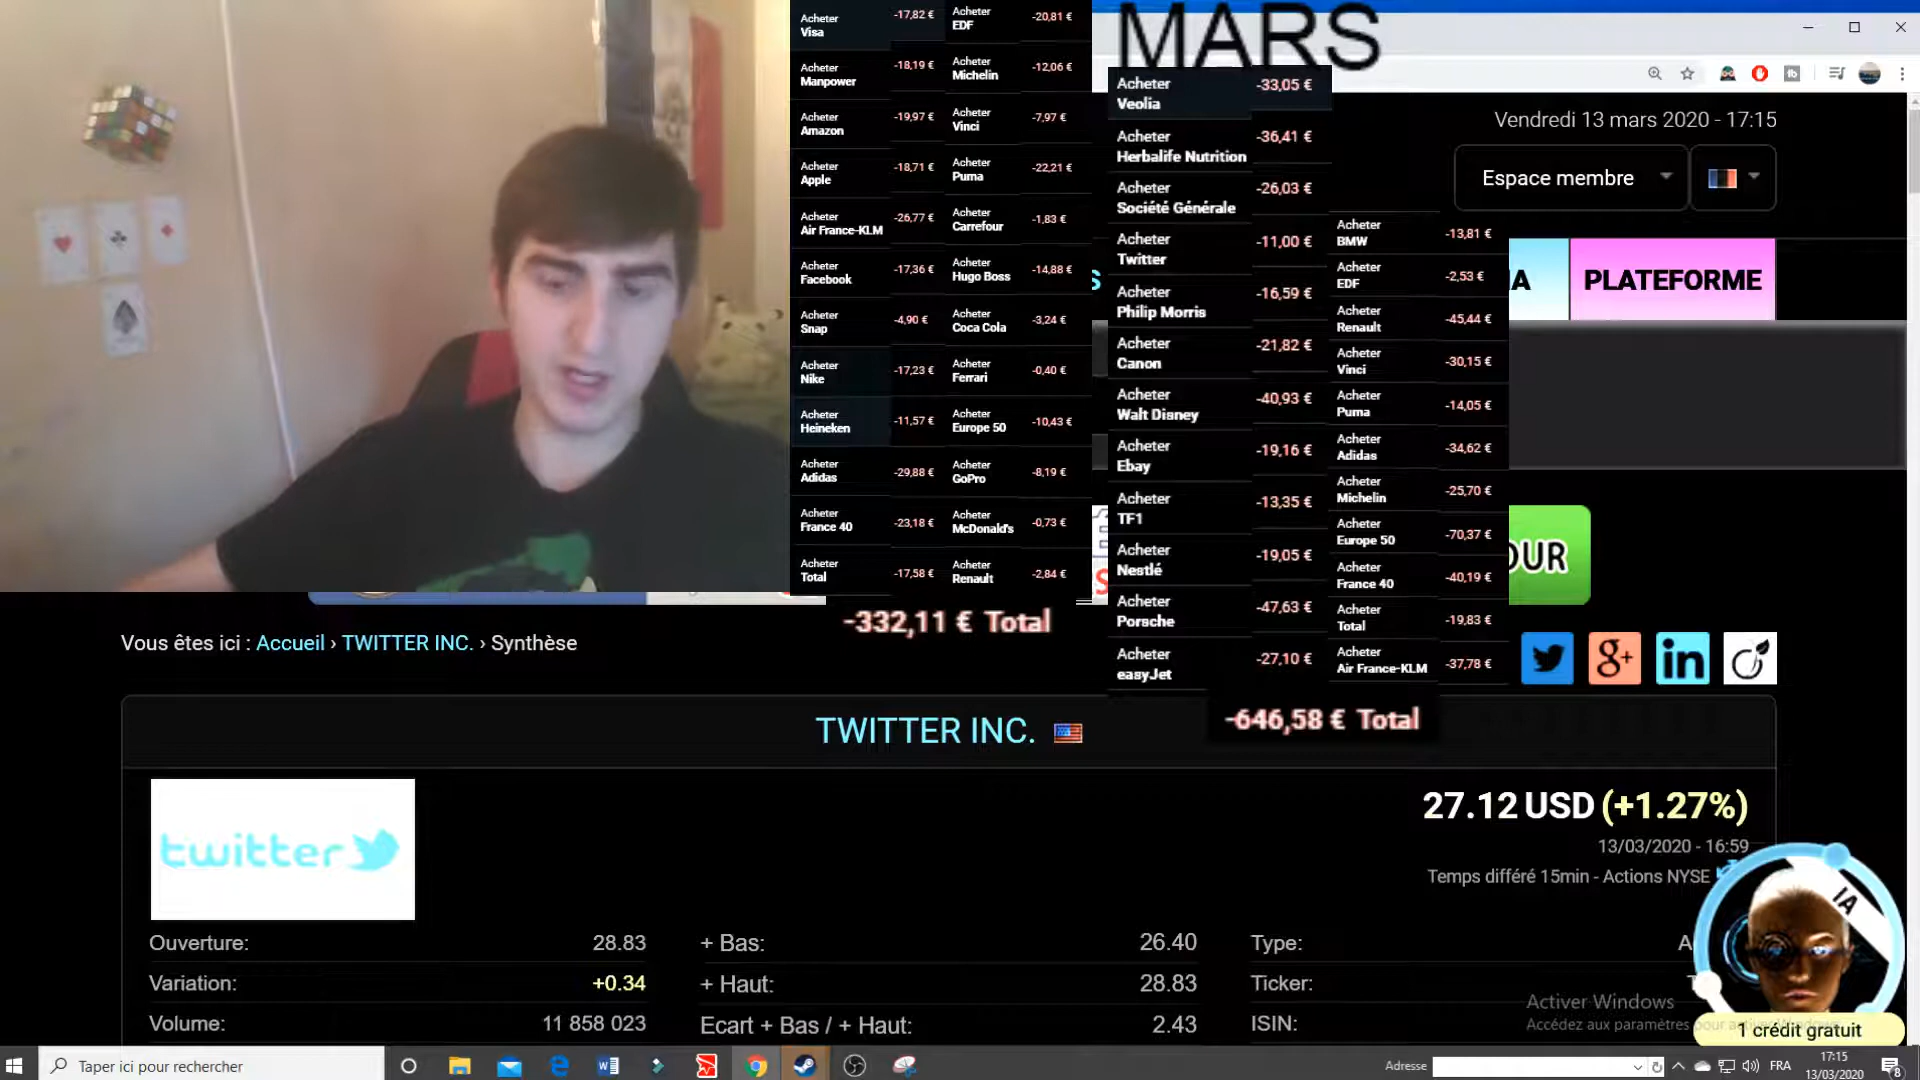 MARS
Acheter
Visa
-17,82 €
Acheter
Manpower
-18,19 €
Acheter
Amazon
-19,97 €
Acheter
Apple
-18,71 €
Acheter
Air France-KLM
-26,77 €
Acheter
Facebook
-17,36 €
Acheter
Snap
-4,90 €
Acheter
Nike
-17,23 €
Acheter
Heineken
-11,57 €
Acheter
Adidas
-29,88 €
Acheter
France 40
-23,18 €
Acheter
Total
-17,58 €
Acheter
EDF
-20,81 €
Acheter
Michelin
-12,06 €
Acheter
Vinci
-7,97 €
Acheter
Puma
-22,21 €
Acheter
Carrefour
-1,83 €
Acheter
Hugo Boss
-14,88 €
Acheter
Coca Cola
-3,24 €
Acheter
Ferrari
-0,40 €
Acheter
Europe 50
-10,43 €
Acheter
GoPro
-8,19 €
Acheter
McDonald's
-0,73 €
Acheter
Renault
-2,84 €
-332,11 € Total
Acheter
Veolia
-33,05 €
Acheter
Herbalife Nutrition
-36,41 €
Acheter
Société Générale
-26,03 €
Acheter
Twitter
-11,00 €
Acheter
Philip Morris
-16,59 €
Acheter
Canon
-21,82 €
Acheter
Walt Disney
-40,93 €
Acheter
Ebay
-19,16 €
Acheter
TF1
-13,35 €
Acheter
Nestlé
-19,05 €
Acheter
Porsche
-47,63 €
Acheter
easyJet
-27,10 €
Acheter
BMW
-13,81 €
Acheter
EDF
-2,53 €
Acheter
Renault
-45,44 €
Acheter
Vinci
-30,15 €
Acheter
Puma
-14,05 €
Acheter
Adidas
-34,62 €
Acheter
Michelin
-25,70 €
Acheter
Europe 50
-70,37 €
Acheter
France 40
-40,19 €
Acheter
Total
-19,83 €
Acheter
Air France-KLM
-37,78 €
-646,58 € Total
Vendredi 13 mars 2020 - 17:15
Espace membre
PLATEFORME
Vous êtes ici : Accueil › TWITTER INC. › Synthèse
TWITTER INC.
twitter
27.12 USD (+1.27%)
13/03/2020 - 16:59
Temps différé 15min - Actions NYSE
Ouverture: 28.83
+ Bas: 26.40
Type:
Variation: +0.34
+ Haut: 28.83
Ticker:
Volume: 11 858 023
Ecart + Bas / + Haut: 2.43
ISIN:
IA
Activer Windows
Accédez aux paramètres pour
1 crédit gratuit
Taper ici pour rechercher
Adresse
FRA
17:15
13/03/2020
8